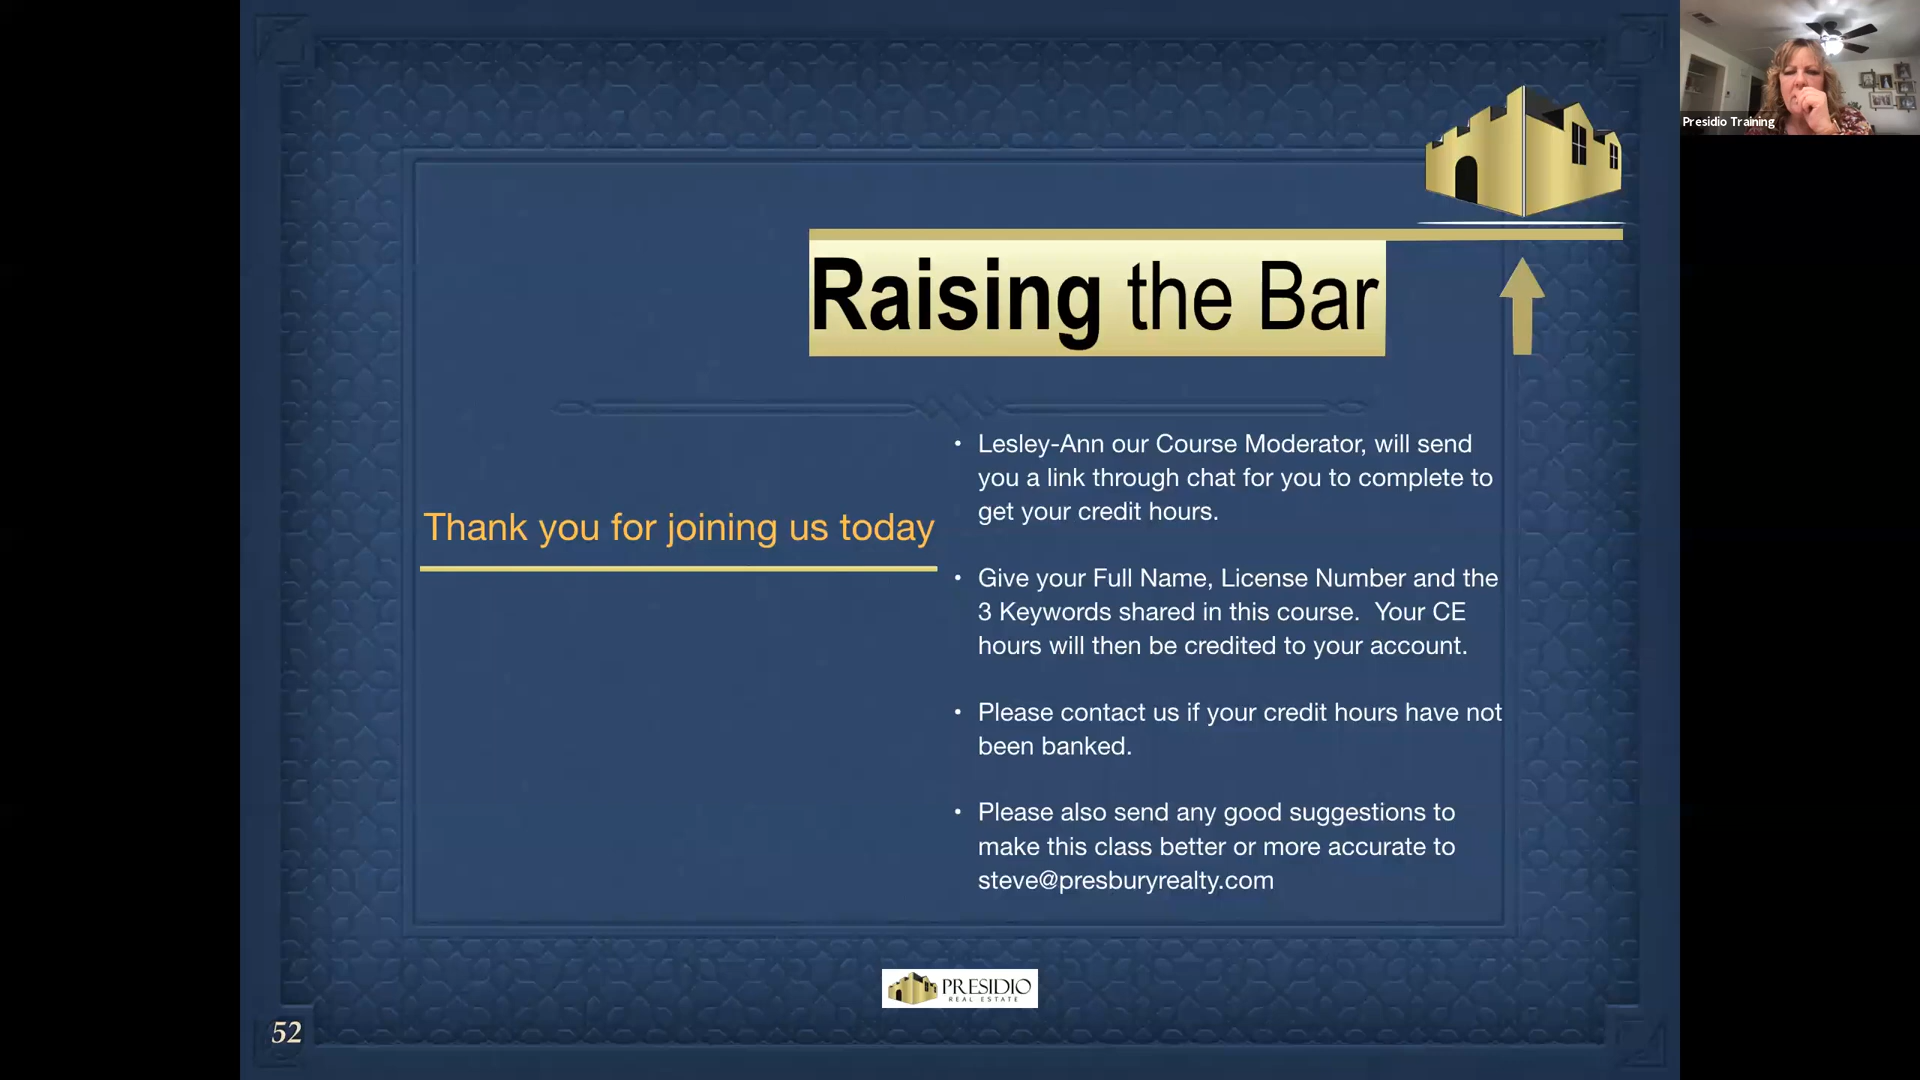 Presidio Training
Raising the Bar
Thank you for joining us today
• Lesley-Ann our Course Moderator, will send
you a link through chat for you to complete to
get your credit hours.
• Give your Full Name, License Number and the
3 Keywords shared in this course.  Your CE
hours will then be credited to your account.
• Please contact us if your credit hours have not
been banked.
• Please also send any good suggestions to
make this class better or more accurate to
steve@presburyrealty.com
PRESIDIO
REAL ESTATE
52